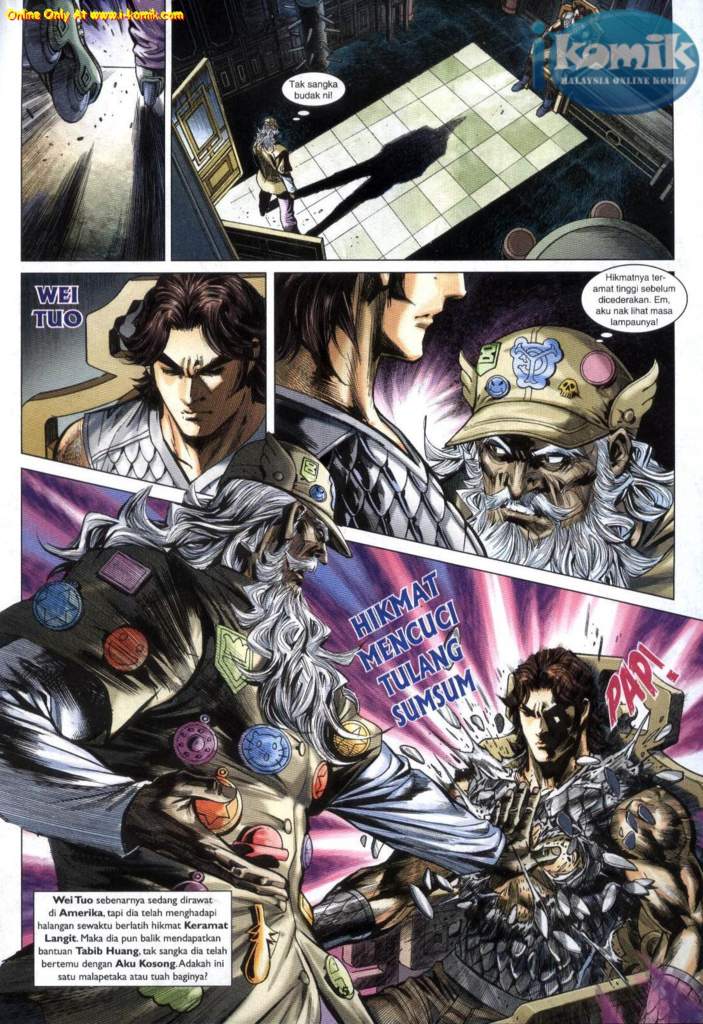 Online Only At www.i-komik.com
ikomik
MALAYSIA ONLINE KOMIK
Tak sangka
budak ni!
WEI
TUO
Hikmatnya ter-
amat tinggi sebelum
dicederakan. Em,
aku nak lihat masa
lampaunya!
HIKMAT
MENCUCI
TULANG
SUMSUM
PAP!
Wei Tuo sebenarnya sedang dirawat
di Amerika, tapi dia telah menghadapi
halangan sewaktu berlatih hikmat Keramat
Langit. Maka dia pun balik mendapatkan
bantuan Tabib Huang, tak sangka dia telah
bertemu dengan Aku Kosong. Adakah ini
satu malapetaka atau tuah baginya?